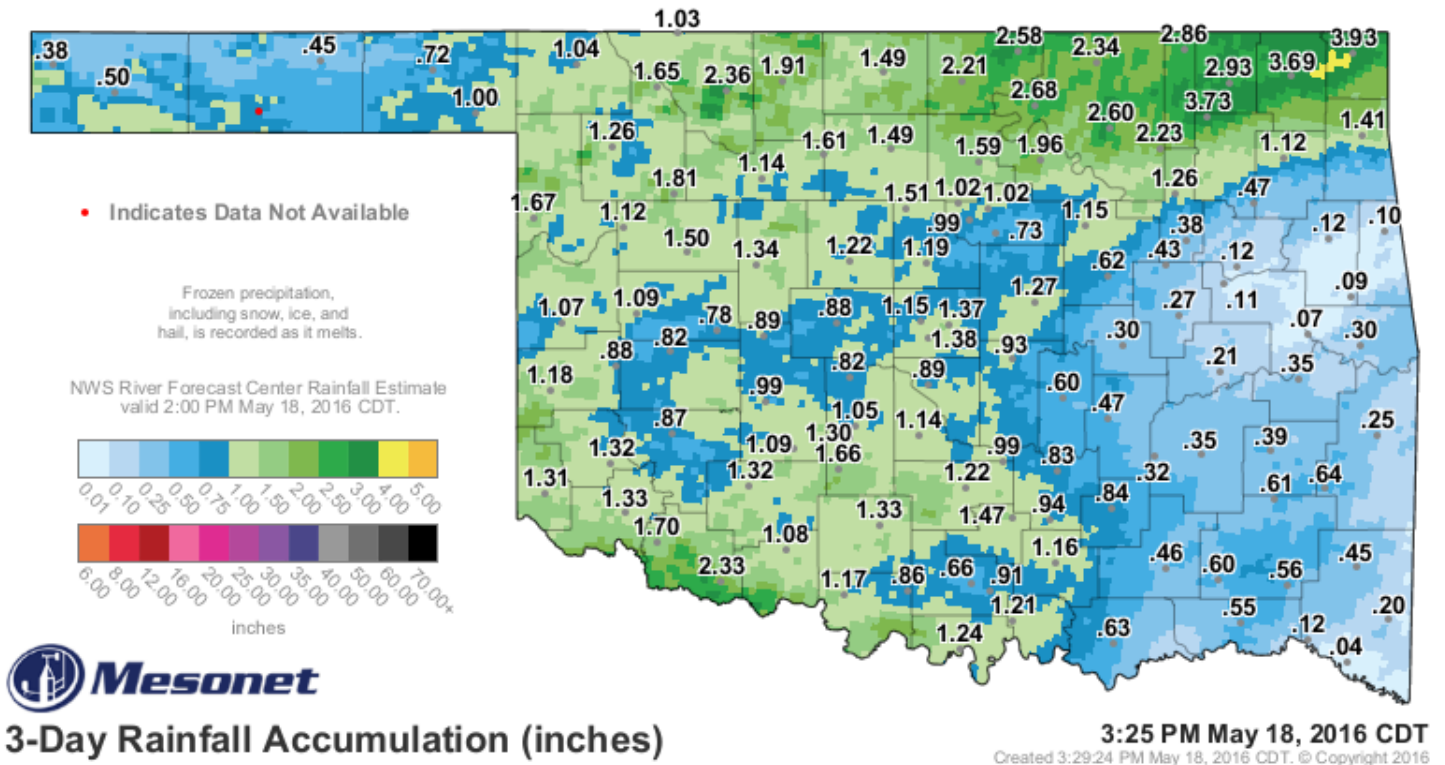 1.03
.38 .45 .72 1.04 1.49 2.58 2.34 2.86 3.93
.50 1.00 1.65 2.36 1.91 2.21 2.68 2.93 3.69
2.60 3.73
1.26 1.61 1.49 1.59 1.96 2.23 1.12 1.41
1.14
1.67 1.81 1.51 1.02 1.02 1.26 .47
Indicates Data Not Available
1.12 .99 .73 1.15 .38 .12 .10
1.50 1.34 1.22 1.19 .62 .43 .12
Frozen precipitation,
including snow, ice, and
hail, is recorded as it melts.
1.07 1.09 .78 .89 .88 1.15 1.37 1.27 .27 .11 .09
.82 1.38 .93 .30 .07 .30
.88 .82 .21 .35
1.18 .99 .89 .60
NWS River Forecast Center Rainfall Estimate
valid 2:00 PM May 18, 2016 CDT.
.87 1.05 1.14 .47 .25
1.32 1.09 1.30 .99 .35 .39
1.31 1.32 1.66 1.22 .83 .32 .61 .64
0.01 0.10 0.25 0.50 0.75 1.00 1.50 2.00 2.50 3.00 4.00 5.00
1.33 1.33 1.47 .94 .84
1.70 1.08 1.16 .46 .60 .56 .45
2.33 1.17 .86 .66 .91
6.00 8.00 12.00 16.00 20.00 25.00 30.00 35.00 40.00 50.00 60.00 70.00+
1.24 1.21 .63 .55 .12 .20
.04
inches
Mesonet
3-Day Rainfall Accumulation (inches)
3:25 PM May 18, 2016 CDT
Created 3:29:24 PM May 18, 2016 CDT. © Copyright 2016